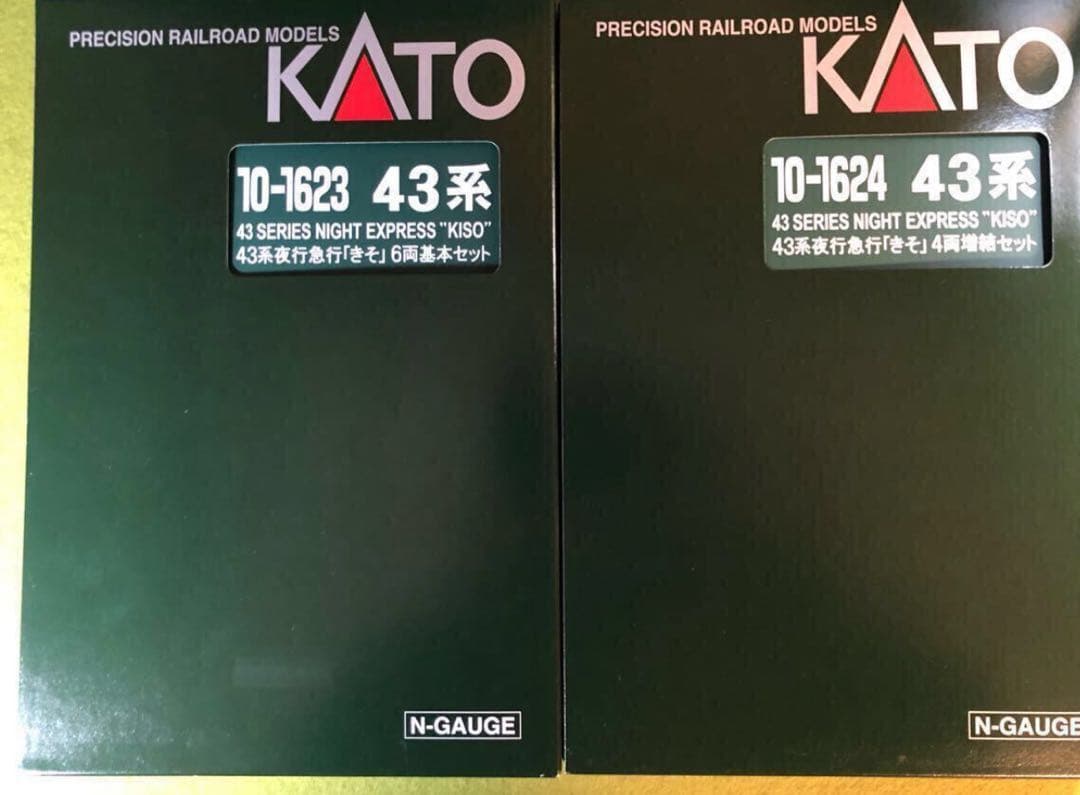 PRECISION RAILROAD MODELS
KATO
10-1623 43系
43 SERIES NIGHT EXPRESS "KISO"
43系夜行急行「きそ」6両基本セット
N-GAUGE
PRECISION RAILROAD MODELS
KATO
10-1624 43系
43 SERIES NIGHT EXPRESS "KISO"
43系夜行急行「きそ」4両増結セット
N-GAUGE